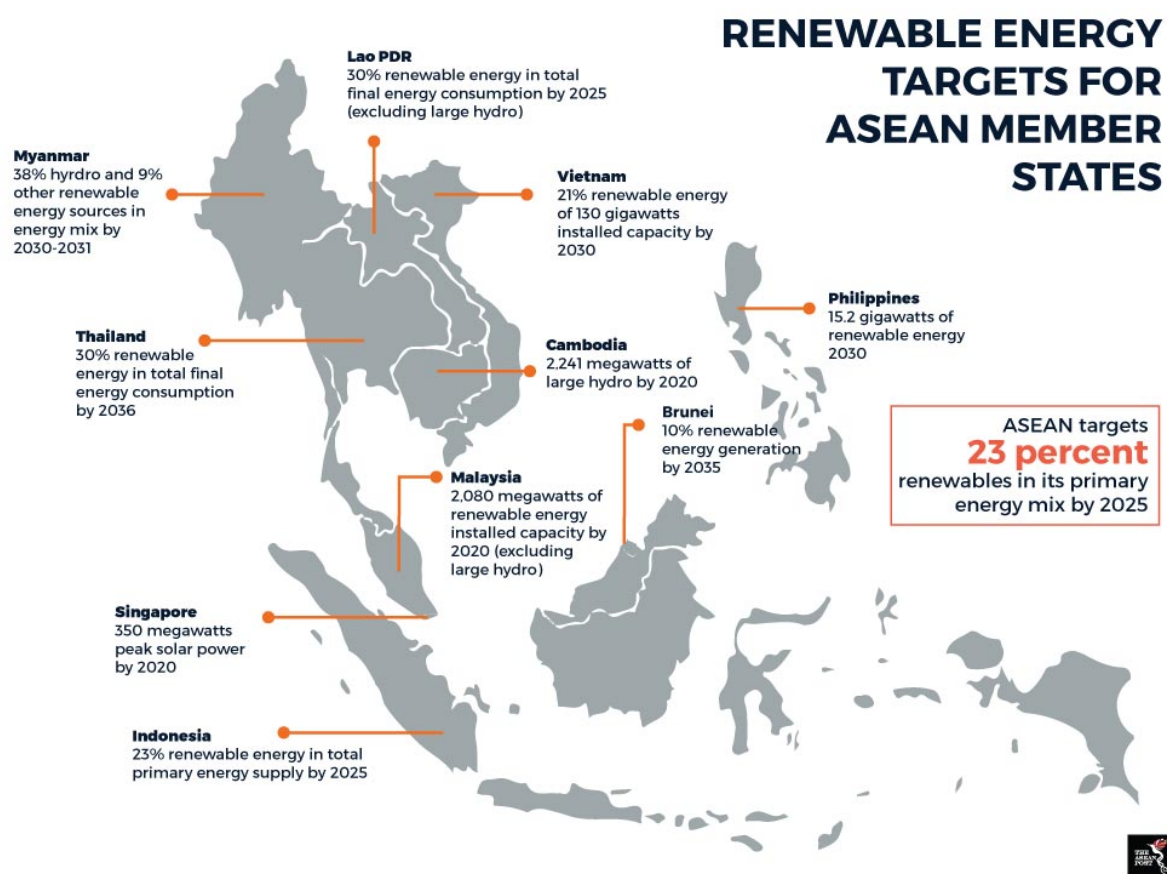 RENEWABLE ENERGY
TARGETS FOR
ASEAN MEMBER
STATES
Lao PDR
30% renewable energy in total
final energy consumption by 2025
(excluding large hydro)
Myanmar
38% hyrdro and 9%
other renewable
energy sources in
energy mix by
2030-2031
Vietnam
21% renewable energy
of 130 gigawatts
installed capacity by
2030
Philippines
15.2 gigawatts of
renewable energy
2030
Thailand
30% renewable
energy in total final
energy consumption
by 2036
Cambodia
2,241 megawatts of
large hydro by 2020
Brunei
10% renewable
energy generation
by 2035
ASEAN targets
23 percent
renewables in its primary
energy mix by 2025
Malaysia
2,080 megawatts of
renewable energy
installed capacity by
2020 (excluding
large hydro)
Singapore
350 megawatts
peak solar power
by 2020
Indonesia
23% renewable energy in total
primary energy supply by 2025
THE
ASEAN
POST